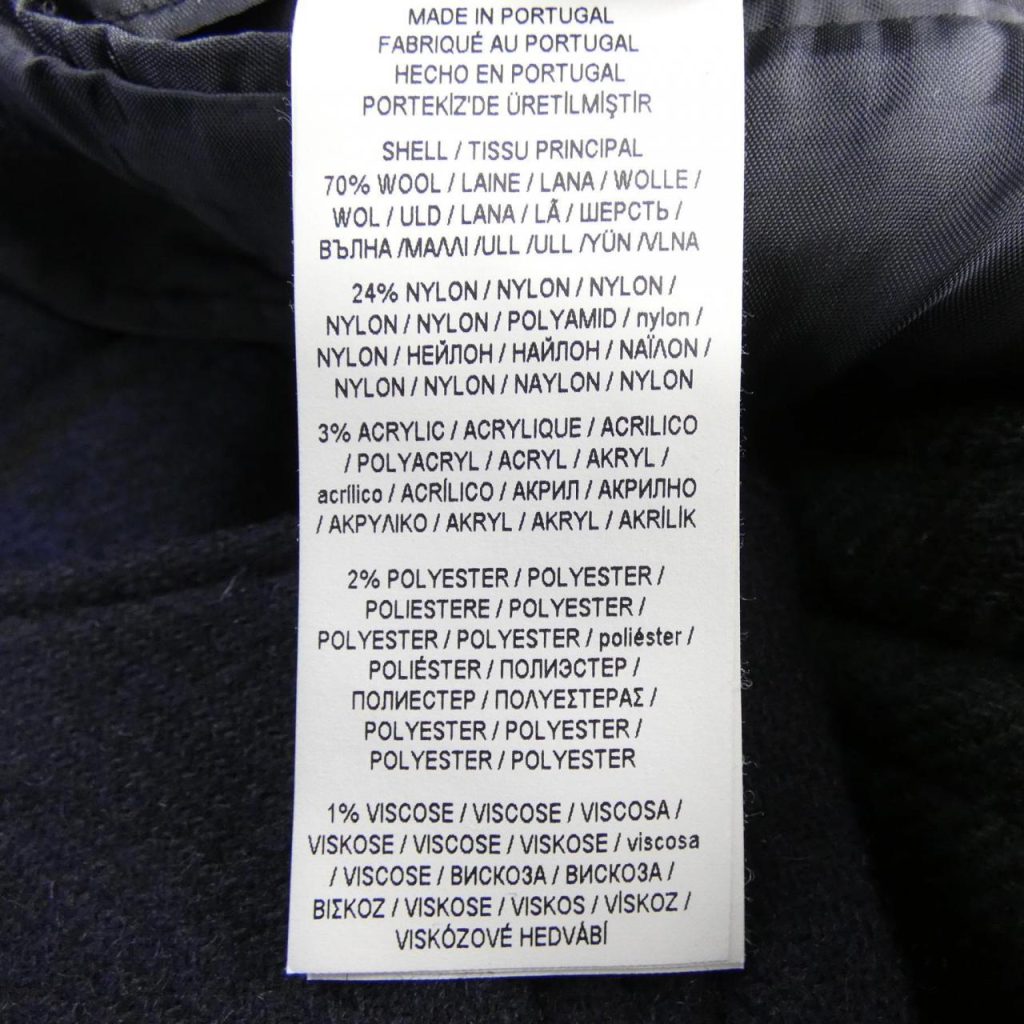 MADE IN PORTUGAL
FABRIQUÉ AU PORTUGAL
HECHO EN PORTUGAL
PORTEKİZ'DE ÜRETİLMİŞTİR
SHELL / TISSU PRINCIPAL
70% WOOL / LAINE / LANA / WOLLE /
WOL / ULD / LANA / LÃ / ШЕРСТЬ /
ВЪЛНА /ΜΑΛΛΙ /ULL /ULL /YÜN /VLNA
24% NYLON / NYLON / NYLON /
NYLON / NYLON / POLYAMID / nylon /
NYLON / НЕЙЛОН / НАЙЛОН / ΝΑΪΛΟΝ /
NYLON / NYLON / NAYLON / NYLON
3% ACRYLIC / ACRYLIQUE / ACRILICO
/ POLYACRYL / ACRYL / AKRYL /
acrílico / ACRÍLICO / АКРИЛ / АКРИЛНО
/ ΑΚΡΥΛΙΚΟ / AKRYL / AKRYL / AKRİLİK
2% POLYESTER / POLYESTER /
POLIESTERE / POLYESTER /
POLYESTER / POLYESTER / poliéster /
POLIÉSTER / ПОЛИЭСТЕР /
ПОЛИЕСТЕР / ΠΟΛΥΕΣΤΕΡΑΣ /
POLYESTER / POLYESTER /
POLYESTER / POLYESTER
1% VISCOSE / VISCOSE / VISCOSA /
VISKOSE / VISCOSE / VISKOSE / viscosa
/ VISCOSE / ВИСКОЗА / ВИСКОЗА /
ΒΙΣΚΟΖ / VISKOSE / VISKOS / VİSKOZ /
VISKÓZOVÉ HEDVÁBÍ